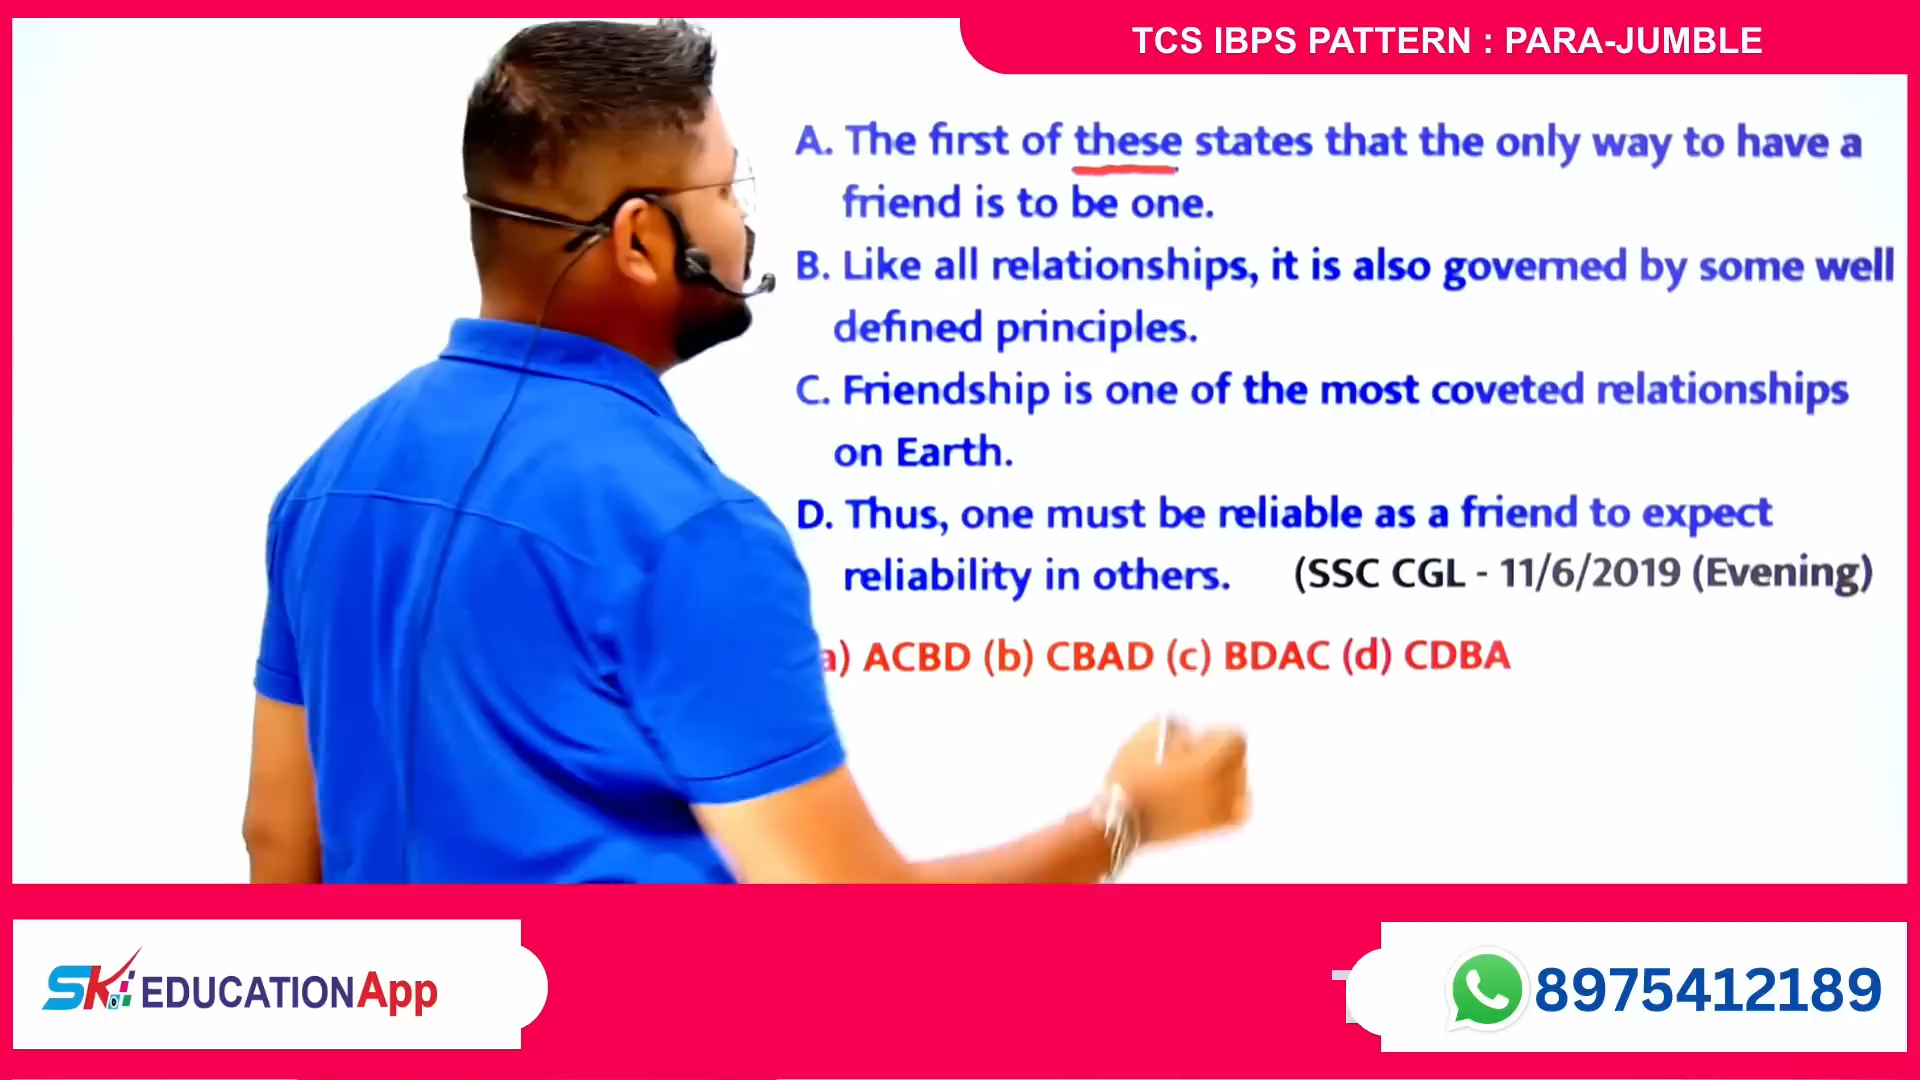 TCS IBPS PATTERN : PARA-JUMBLE
A. The first of these states that the only way to have a
friend is to be one.
B. Like all relationships, it is also governed by some well
defined principles.
C. Friendship is one of the most coveted relationships
on Earth.
D. Thus, one must be reliable as a friend to expect
reliability in others. (SSC CGL - 11/6/2019 (Evening)
a) ACBD (b) CBAD (c) BDAC (d) CDBA
SK EDUCATION App
8975412189